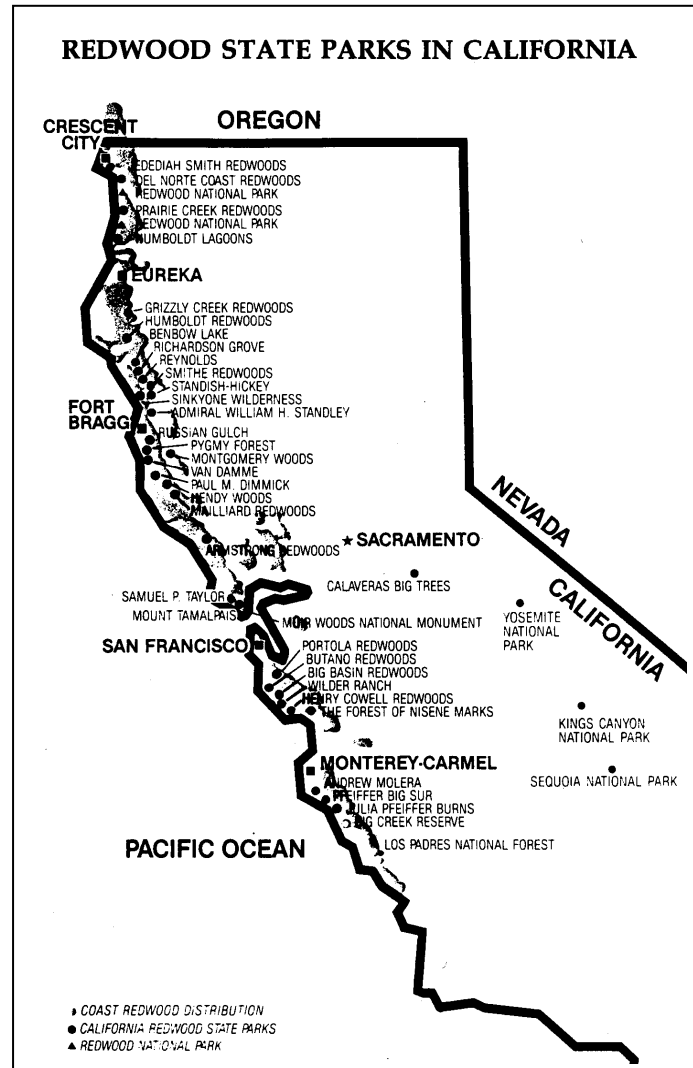 REDWOOD STATE PARKS IN CALIFORNIA
CRESCENT
CITY
OREGON
EDEDIAH SMITH REDWOODS
DEL NORTE COAST REDWOODS
REDWOOD NATIONAL PARK
PRAIRIE CREEK REDWOODS
REDWOOD NATIONAL PARK
HUMBOLDT LAGOONS
EUREKA
GRIZZLY CREEK REDWOODS
HUMBOLDT REDWOODS
BENBOW LAKE
RICHARDSON GROVE
REYNOLDS
SMITHE REDWOODS
STANDISH-HICKEY
SINKYONE WILDERNESS
ADMIRAL WILLIAM H. STANDLEY
FORT
BRAGG
RUSSIAN GULCH
PYGMY FOREST
MONTGOMERY WOODS
VAN DAMME
PAUL M. DIMMICK
HENDY WOODS
MAILLIARD REDWOODS
NEVADA
CALIFORNIA
ARMSTRONG REDWOODS
SACRAMENTO
CALAVERAS BIG TREES
YOSEMITE
NATIONAL
PARK
SAMUEL P. TAYLOR
MOUNT TAMALPAIS
MUIR WOODS NATIONAL MONUMENT
SAN FRANCISCO
PORTOLA REDWOODS
BUTANO REDWOODS
BIG BASIN REDWOODS
WILDER RANCH
HENRY COWELL REDWOODS
THE FOREST OF NISENE MARKS
KINGS CANYON
NATIONAL PARK
SEQUOIA NATIONAL PARK
MONTEREY-CARMEL
ANDREW MOLERA
PFEIFFER BIG SUR
JULIA PFEIFFER BURNS
BIG CREEK RESERVE
LOS PADRES NATIONAL FOREST
PACIFIC OCEAN
COAST REDWOOD DISTRIBUTION
CALIFORNIA REDWOOD STATE PARKS
REDWOOD NATIONAL PARK